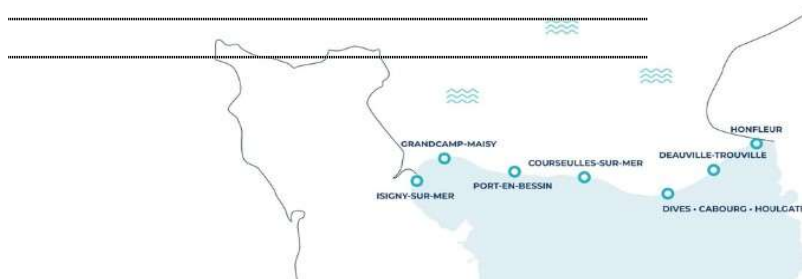 HONFLEUR
GRANDCAMP-MAISY
DEAUVILLE-TROUVILLE
COURSEULLES-SUR-MER
PORT-EN-BESSIN
ISIGNY-SUR-MER
DIVES • CABOURG • HOULGATE